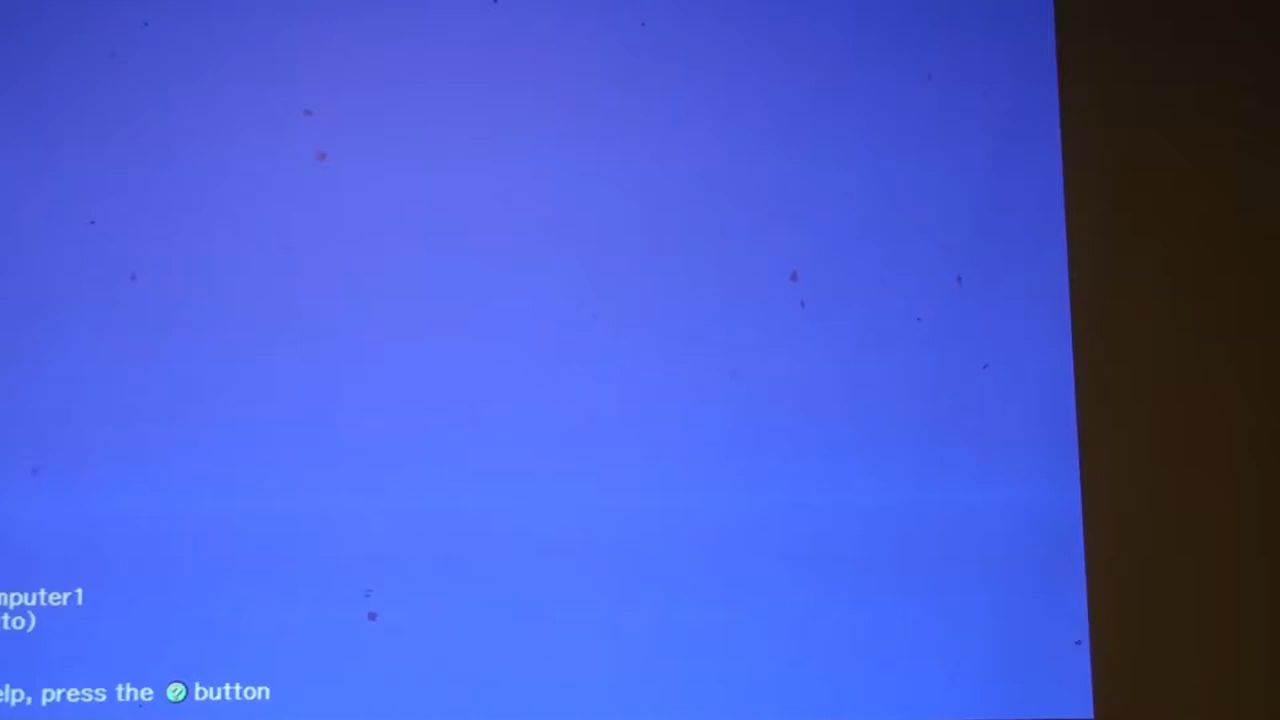 mputer1
to)
elp, press the ? button